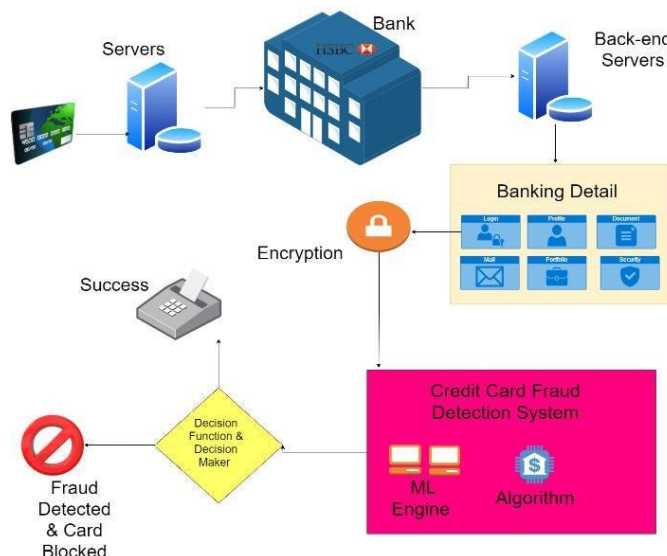 Servers
Bank
HSBC
Back-end
Servers
Banking Detail
Login
Profile
Document
Mail
Portfolio
Security
Encryption
Success
Credit Card Fraud
Detection System
ML
Engine
Algorithm
Decision
Function &
Decision
Maker
Fraud
Detected
& Card
Blocked